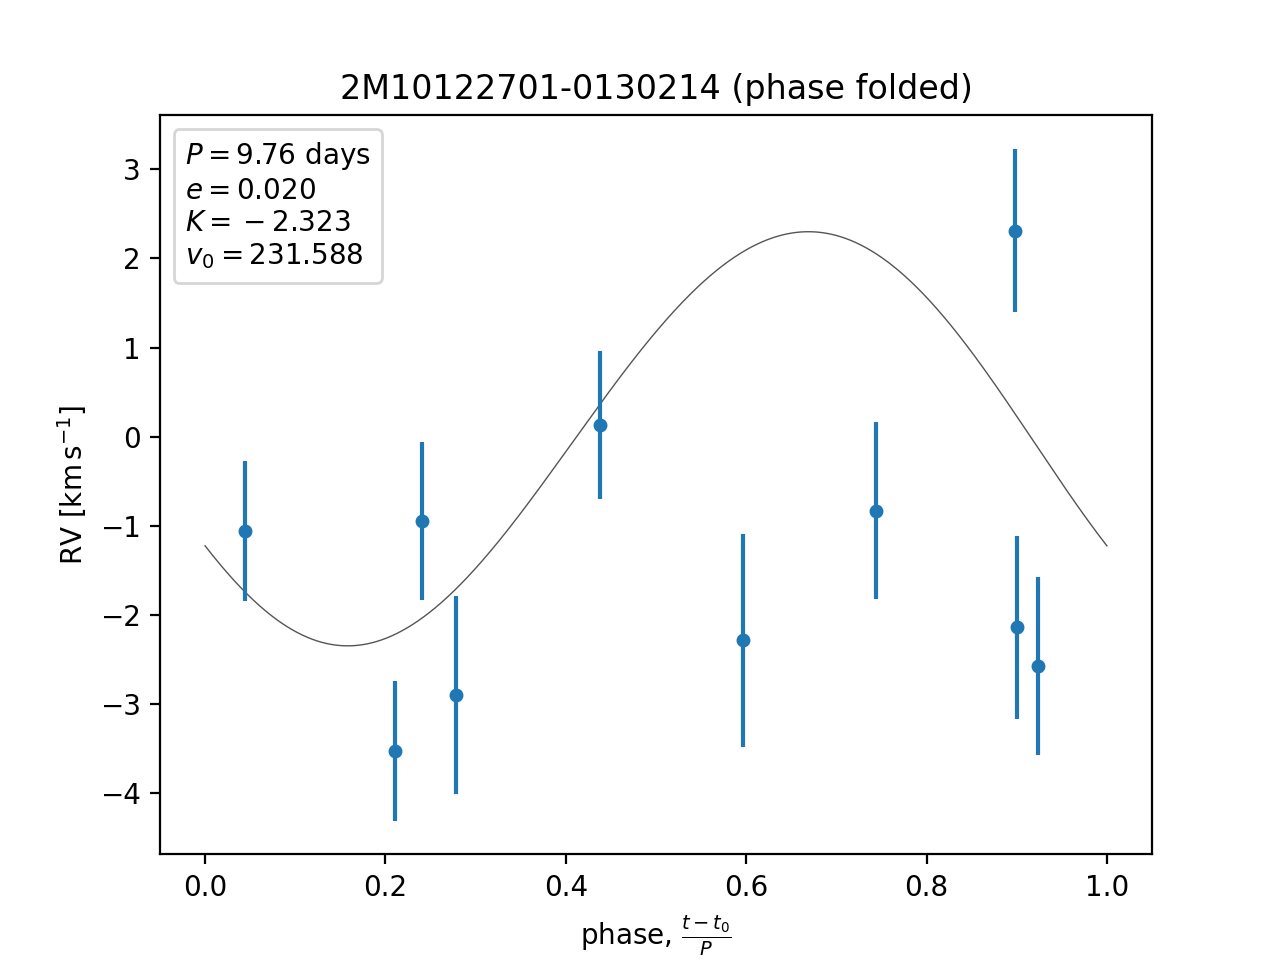 2M10122701-0130214 (phase folded)
P = 9.76 days
e = 0.020
K = −2.323
v₀ = 231.588
3
2
1
0
−1
−2
−3
−4
RV [km s⁻¹]
0.0 0.2 0.4 0.6 0.8 1.0
phase, (t − t₀)/P